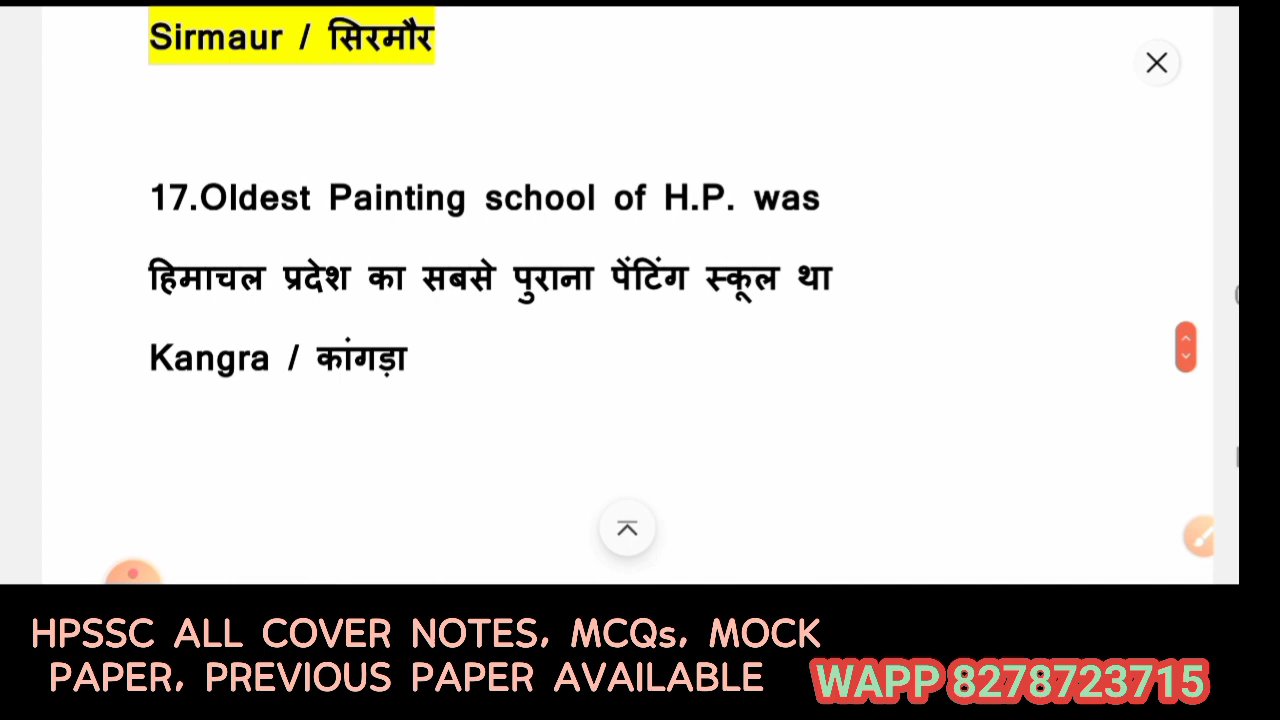 Sirmaur / सिरमौर
17.Oldest Painting school of H.P. was
हिमाचल प्रदेश का सबसे पुराना पेंटिंग स्कूल था
Kangra / कांगड़ा
HPSSC ALL COVER NOTES, MCQs, MOCK
PAPER, PREVIOUS PAPER AVAILABLE
WAPP 8278723715